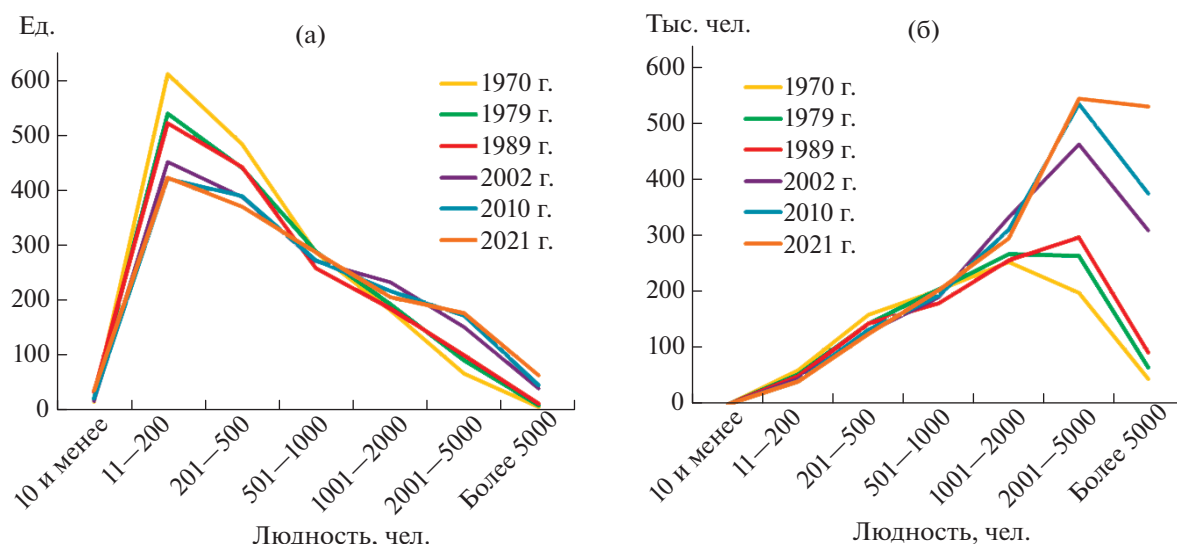 Ед.
(а)
600
500
400
300
200
100
0
1970 г.
1979 г.
1989 г.
2002 г.
2010 г.
2021 г.
10 и менее
11–200
201–500
501–1000
1001–2000
2001–5000
Более 5000
Людность, чел.
Тыс. чел.
(б)
600
500
400
300
200
100
0
1970 г.
1979 г.
1989 г.
2002 г.
2010 г.
2021 г.
10 и менее
11–200
201–500
501–1000
1001–2000
2001–5000
Более 5000
Людность, чел.